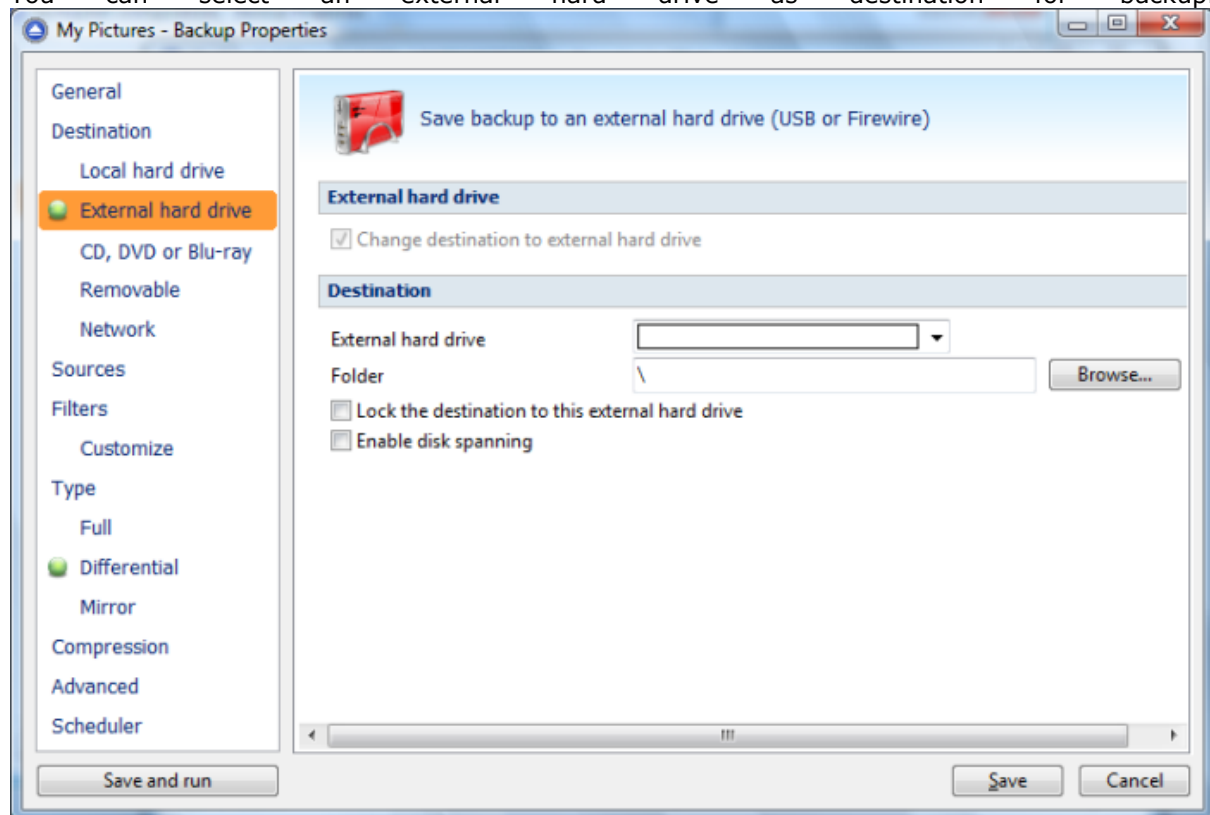 You can select an external hard drive as destination for backup.
My Pictures - Backup Properties
General
Destination
Local hard drive
External hard drive
CD, DVD or Blu-ray
Removable
Network
Sources
Filters
Customize
Type
Full
Differential
Mirror
Compression
Advanced
Scheduler
Save and run
Save backup to an external hard drive (USB or Firewire)
External hard drive
Change destination to external hard drive
Destination
External hard drive
Folder \ Browse...
Lock the destination to this external hard drive
Enable disk spanning
Save Cancel